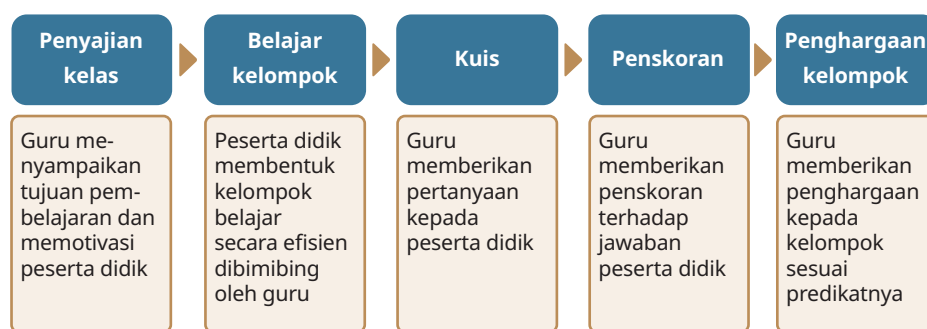 Penyajian
kelas
Belajar
kelompok
Kuis
Penskoran
Penghargaan
kelompok
Guru me-
nyampaikan
tujuan pem-
belajaran dan
memotivasi
peserta didik
Peserta didik
membentuk
kelompok
belajar
secara efisien
dibimibing
oleh guru
Guru
memberikan
pertanyaan
kepada
peserta didik
Guru
memberikan
penskoran
terhadap
jawaban
peserta didik
Guru
memberikan
penghargaan
kepada
kelompok
sesuai
predikatnya